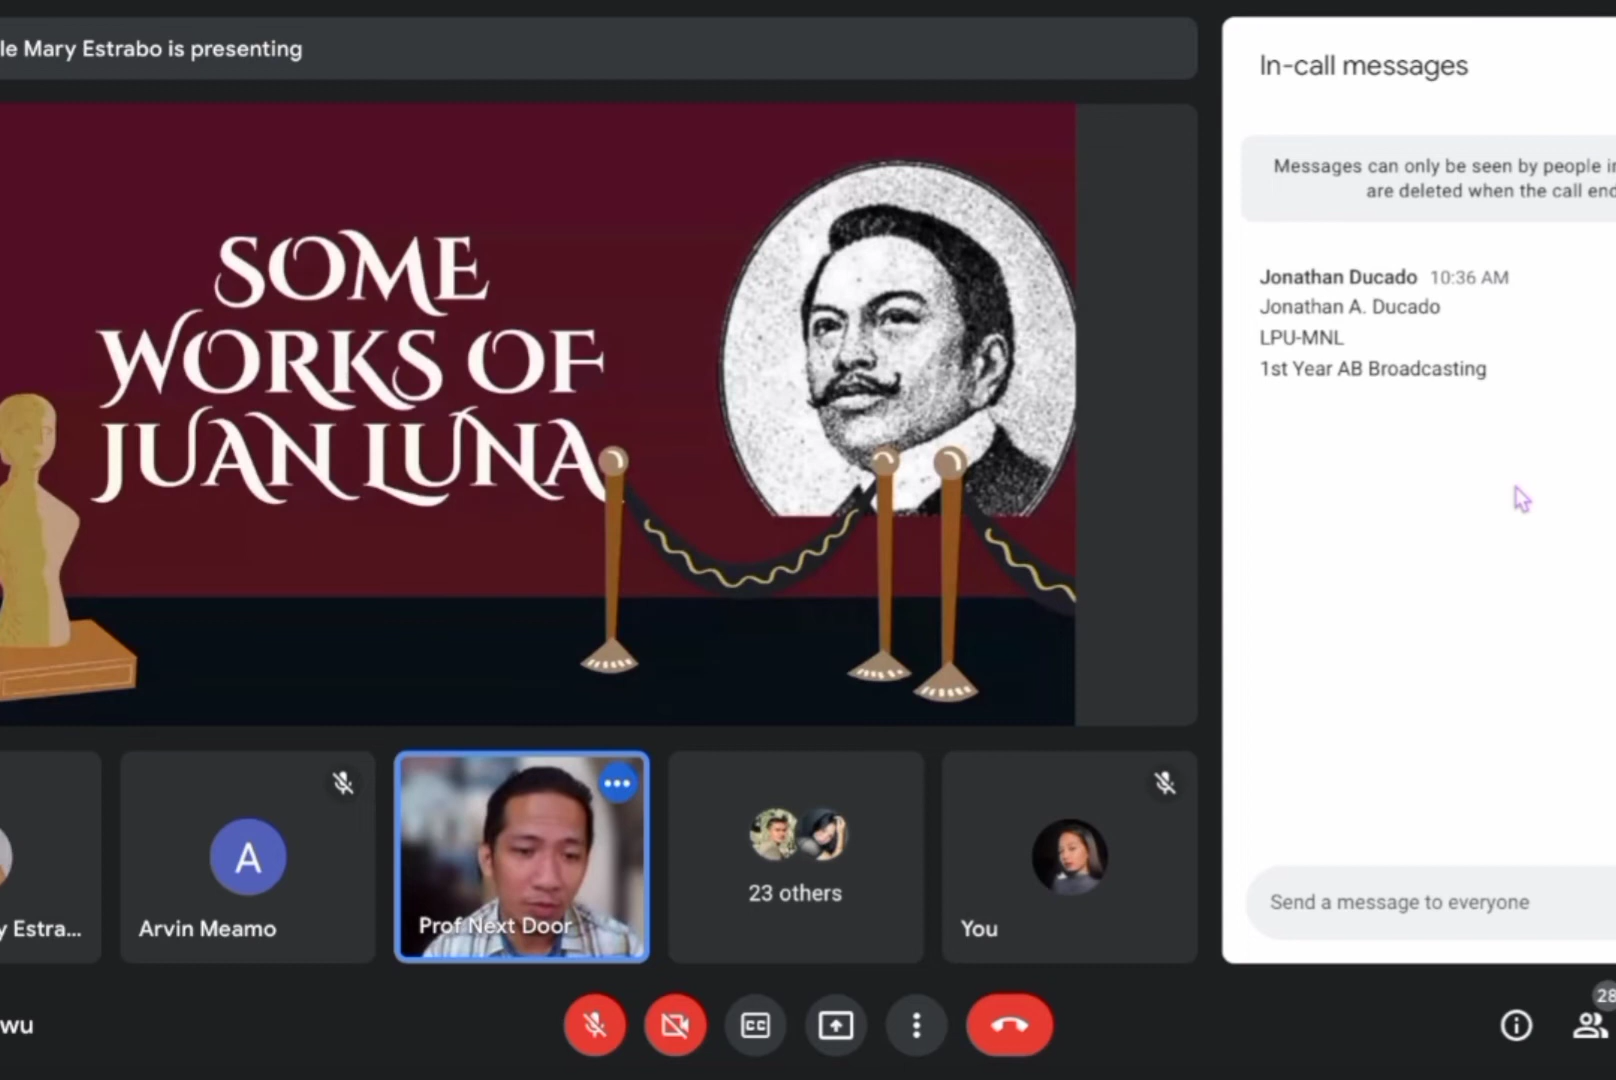 le Mary Estrabo is presenting
SOME
WORKS OF
JUAN LUNA
In-call messages
Messages can only be seen by people in
are deleted when the call end
Jonathan Ducado 10:36 AM
Jonathan A. Ducado
LPU-MNL
1st Year AB Broadcasting
Send a message to everyone
y Estra...
A
Arvin Meamo
Prof Next Door
23 others
You
wu
CC
28